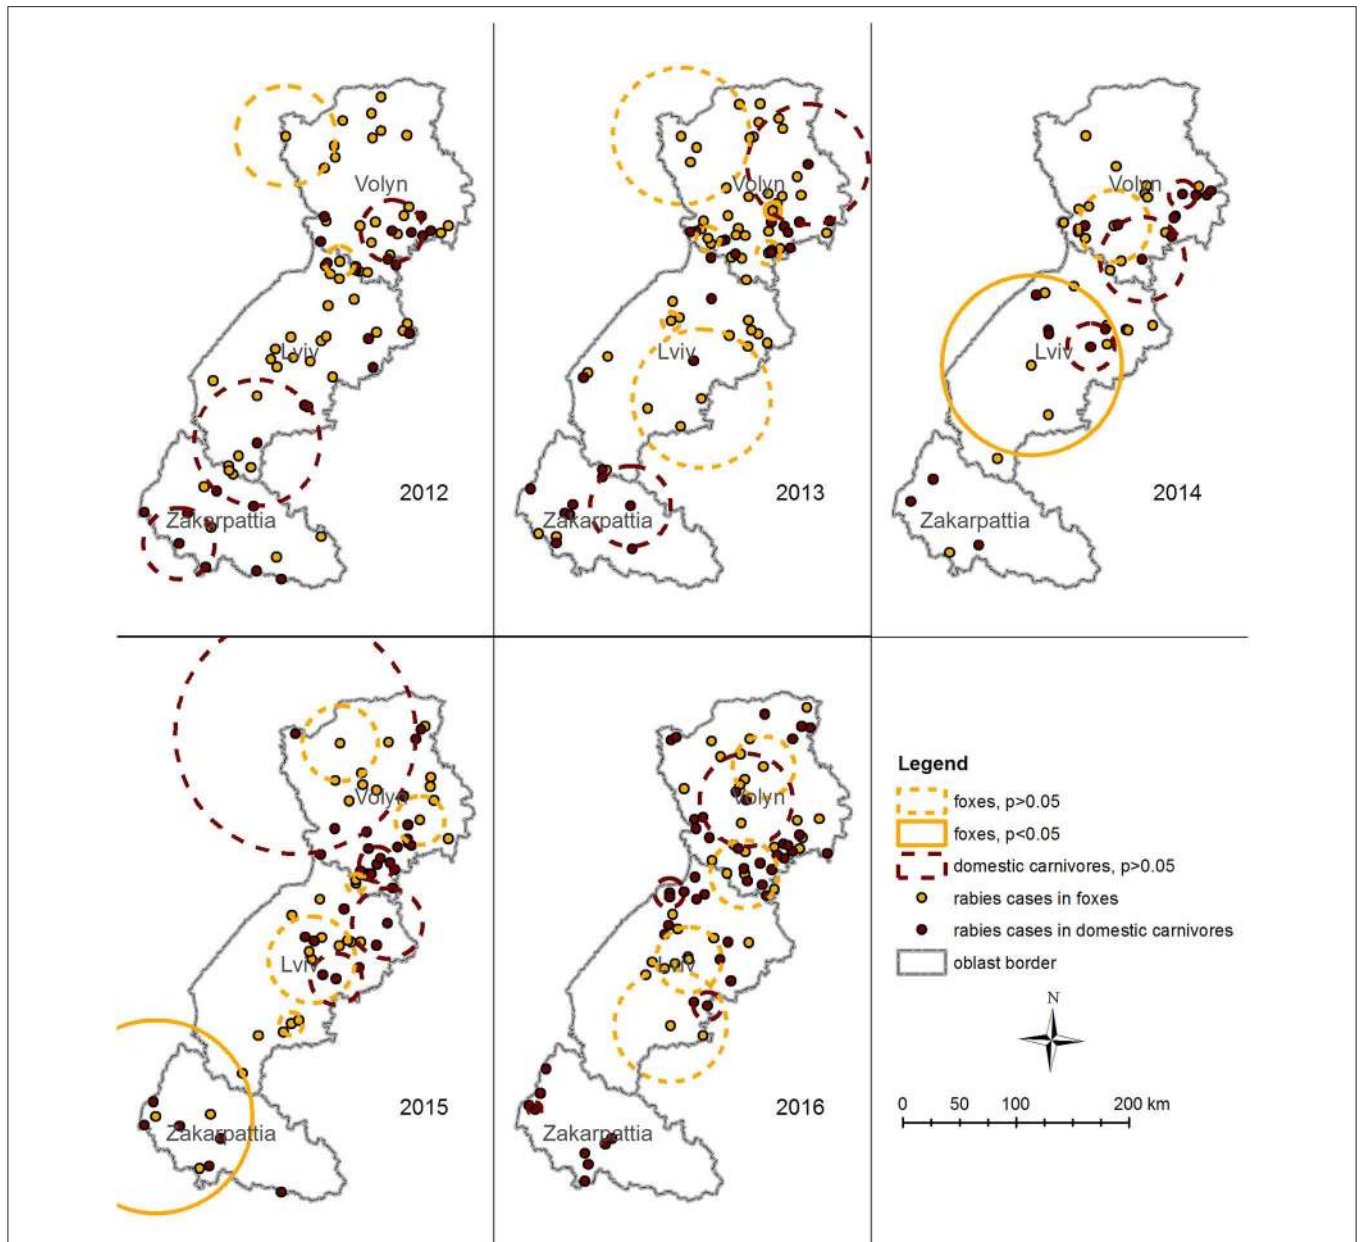 Volyn
Lviv
Zakarpattia
2012
Volyn
Lviv
Zakarpattia
2013
Volyn
Lviv
Zakarpattia
2014
Volyn
Lviv
Zakarpattia
2015
Volyn
Lviv
Zakarpattia
2016
Legend
foxes, p>0.05
foxes, p<0.05
domestic carnivores, p>0.05
rabies cases in foxes
rabies cases in domestic carnivores
oblast border
N
0 50 100 200 km